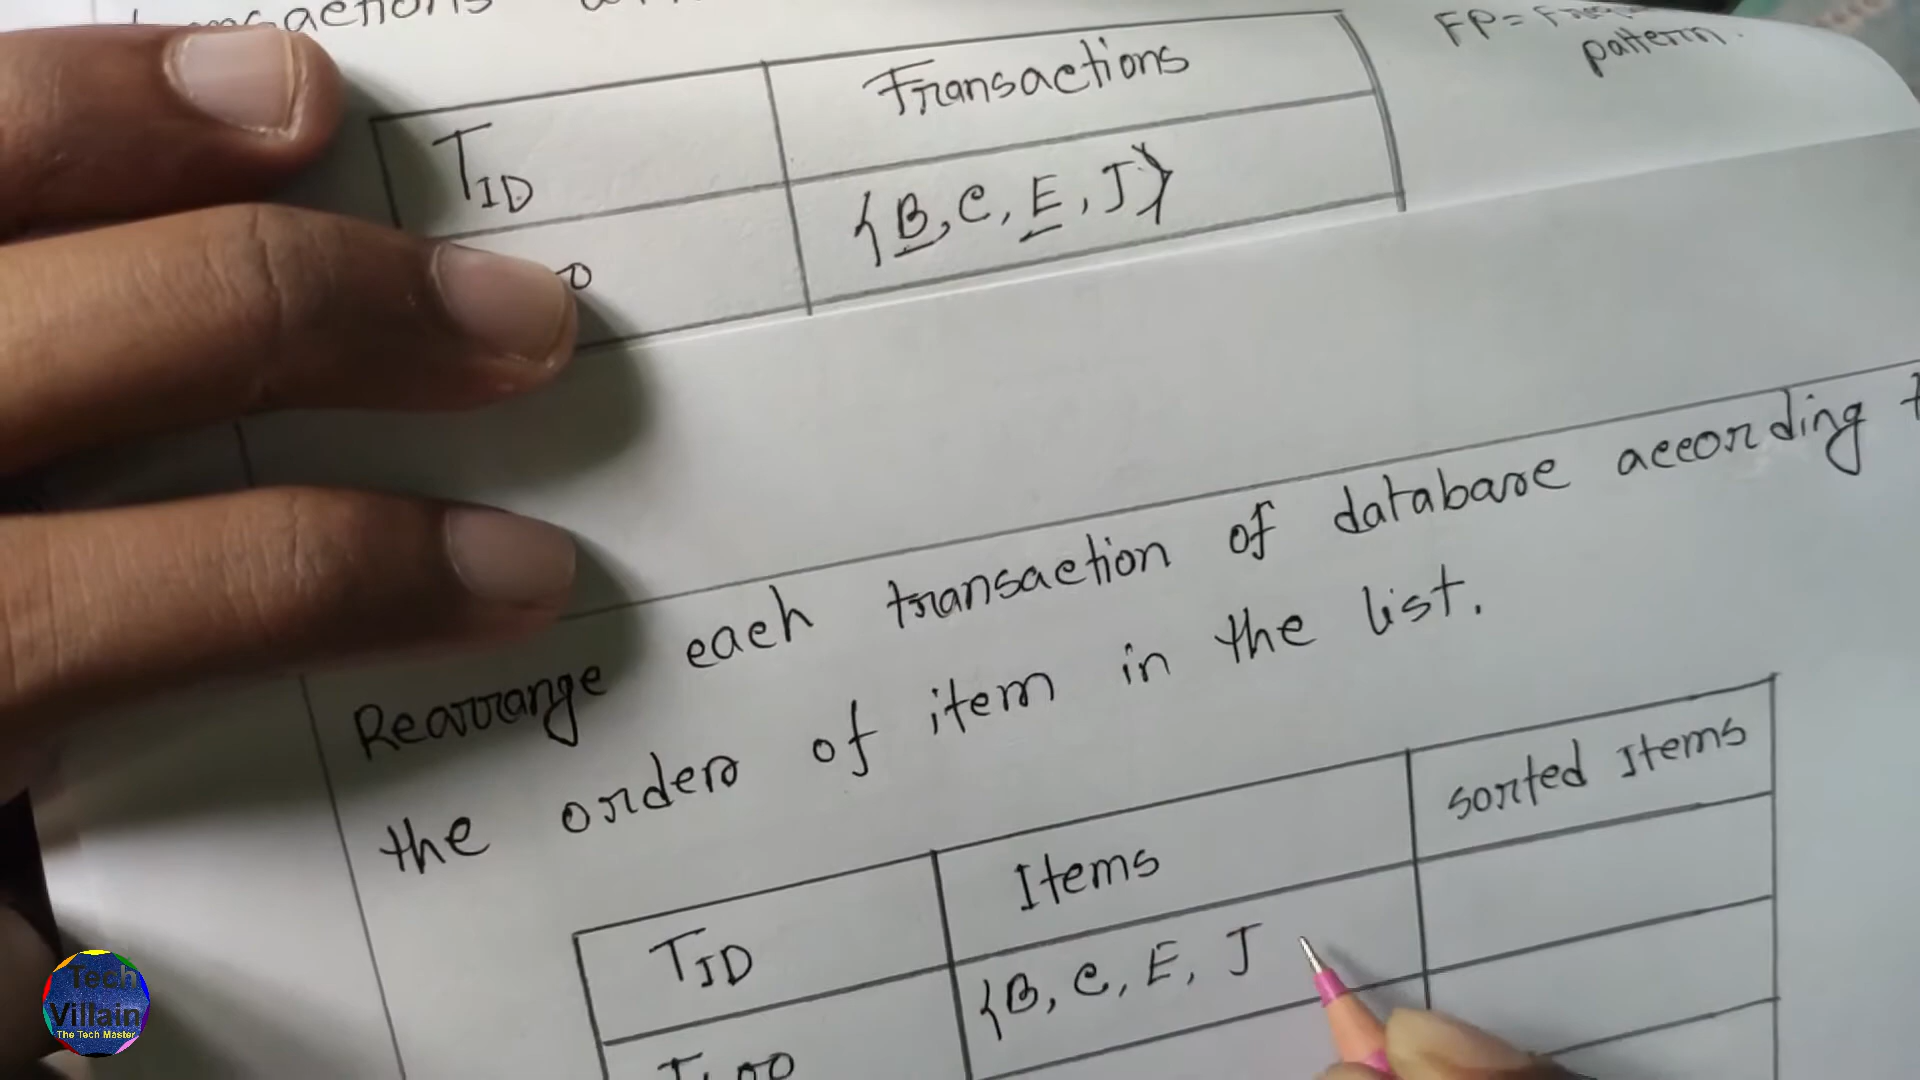 FP=
pattern.
TID
Transactions
{B, C, E, J}
Rearrange each transaction of database according
the order of item in the list.
TID
Items
Sorted Items
{B, C, E, J
Tech
Villain
The Tech Master